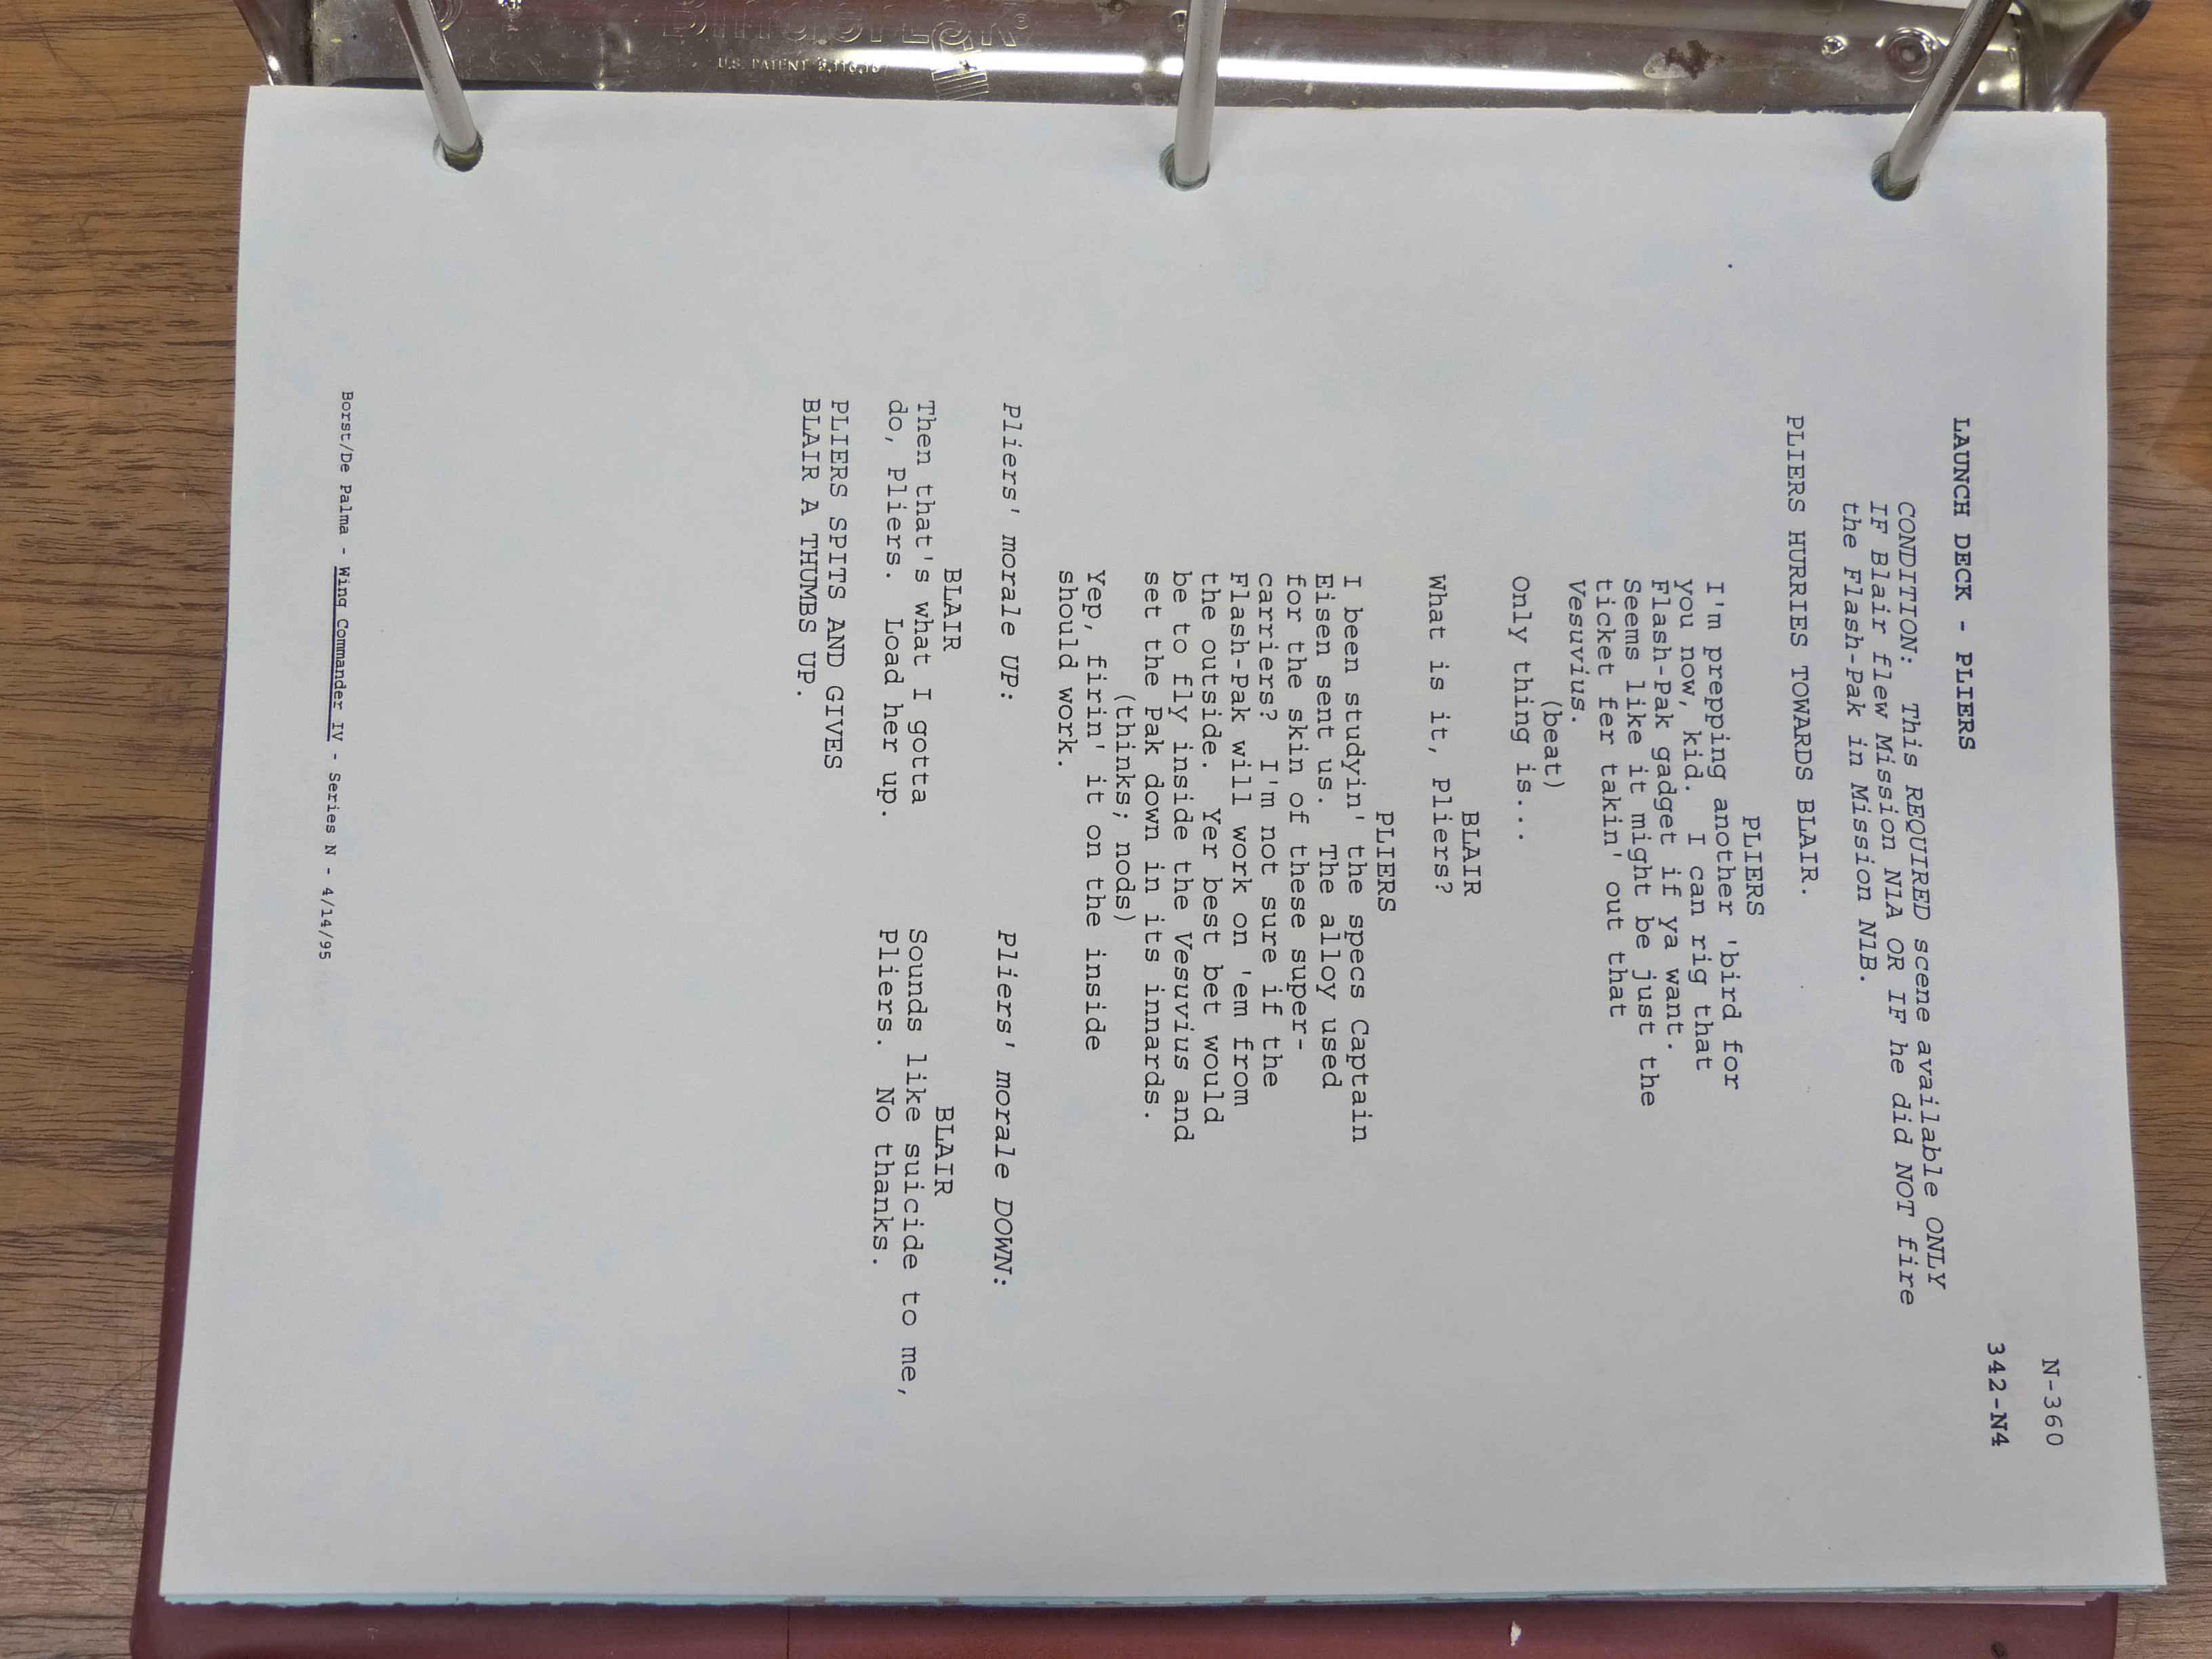 N-360
342-N4
LAUNCH DECK - PLIERS
CONDITION: This REQUIRED scene available ONLY
IF Blair flew Mission N1A OR IF he did NOT fire
the Flash-Pak in Mission N1B.
PLIERS HURRIES TOWARDS BLAIR.
PLIERS
I'm prepping another 'bird for
you now, kid. I can rig that
Flash-Pak gadget if ya want.
Seems like it might be just the
ticket fer takin' out that
Vesuvius.
(beat)
Only thing is...
BLAIR
What is it, Pliers?
PLIERS
I been studyin' the specs Captain
Eisen sent us. The alloy used
for the skin of these super-
carriers? I'm not sure if the
Flash-Pak will work on 'em from
the outside. Yer best bet would
be to fly inside the Vesuvius and
set the Pak down in its innards.
(thinks; nods)
Yep, firin' it on the inside
should work.
Pliers' morale UP:
BLAIR
Then that's what I gotta
do, Pliers. Load her up.
PLIERS SPITS AND GIVES
BLAIR A THUMBS UP.
Pliers' morale DOWN:
BLAIR
Sounds like suicide to me,
Pliers. No thanks.
Borst/De Palma - Wing Commander IV - Series N - 4/14/95
U.S. PATENT